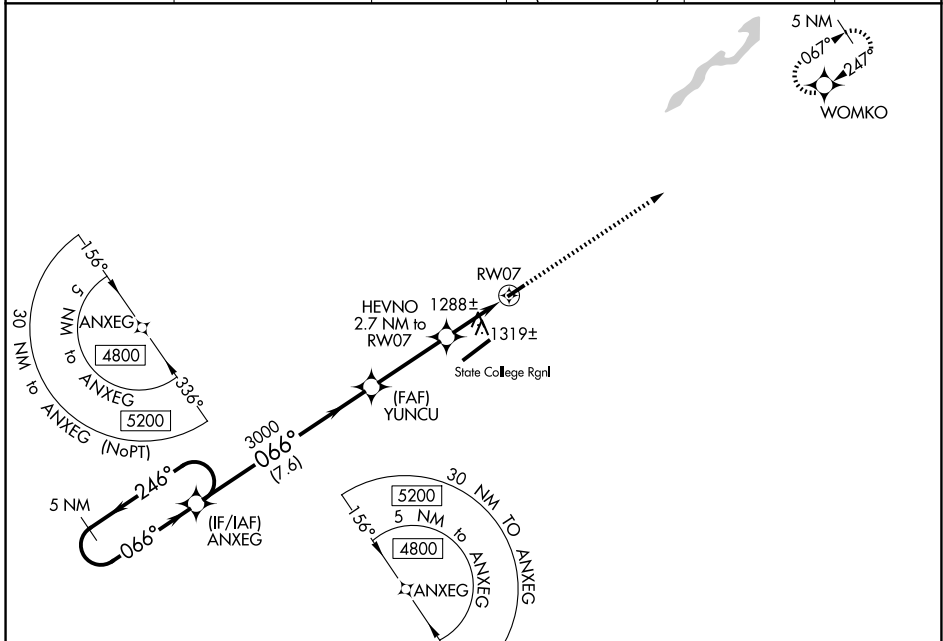 5 NM
067°
247°
WOMKO
156°
5 NM to ANXEG
ANXEG
4800
336°
5200
30 NM to ANXEG (NoPT)
RW07
HEVNO
2.7 NM to
RW07
1288±
1319±
State College Rgnl
(FAF)
YUNCU
3000
066°
(7.6)
246°
5 NM
066°
(IF/IAF)
ANXEG
30 NM TO ANXEG
5200
156°
5 NM to ANXEG
4800
ANXEG